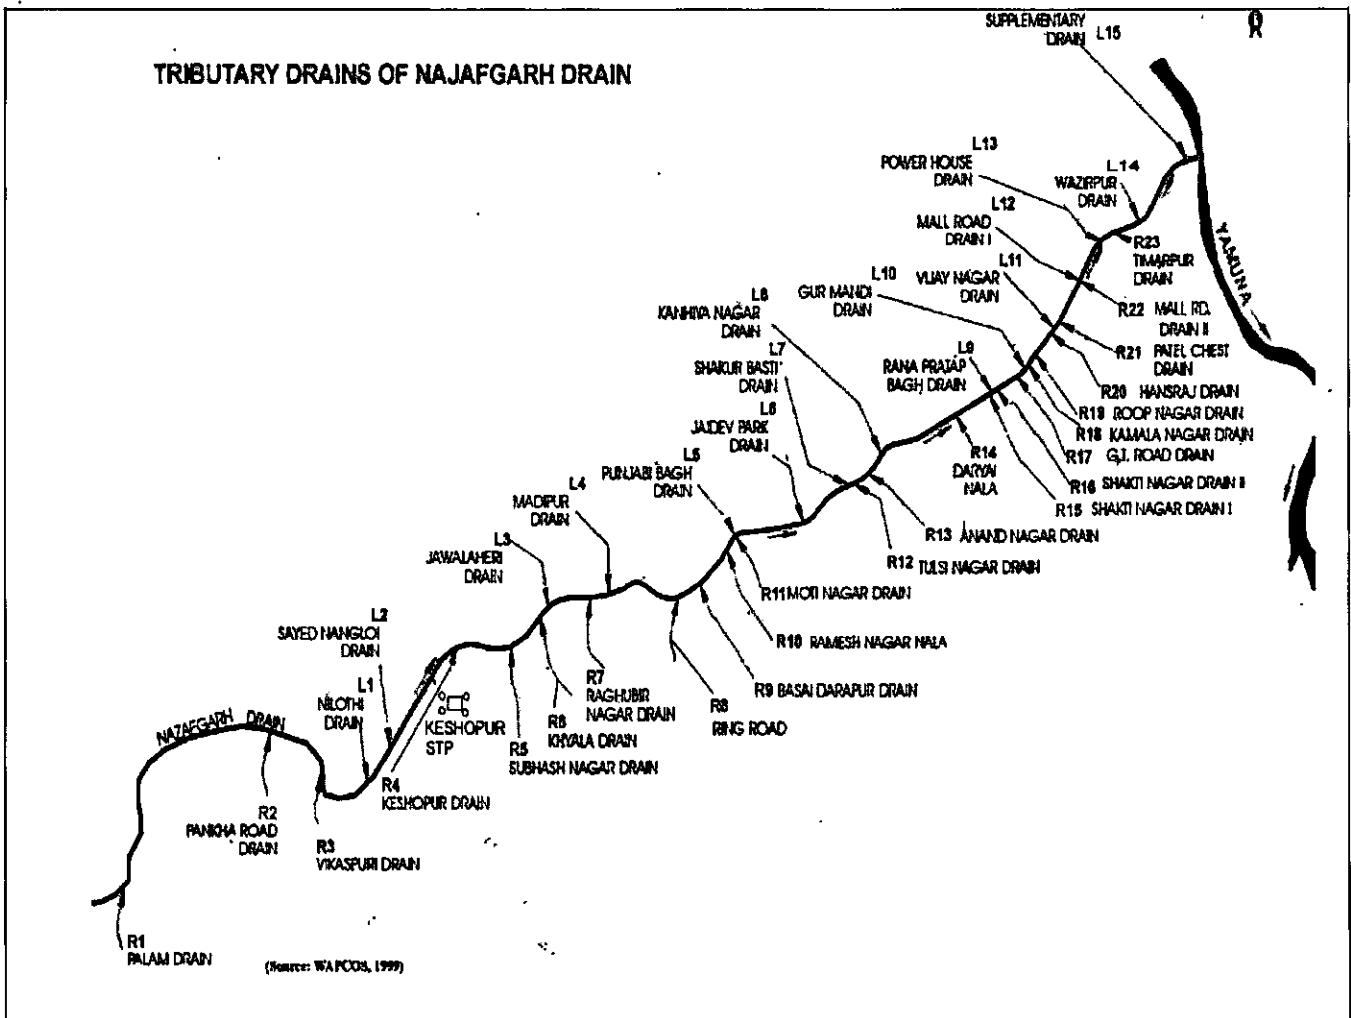 SUPPLEMENTARY
DRAIN
L15
TRIBUTARY DRAINS OF NAJAFGARH DRAIN
L13
POWER HOUSE
DRAIN
L14
WAZIRPUR
DRAIN
L12
MALL ROAD
DRAIN I
R23
TIMARPUR
DRAIN
YAMUNA
L11
VIJAY NAGAR
DRAIN
L10
GUR MANDI
DRAIN
L8
KANHIYA NAGAR
DRAIN
R22 MALL RD.
DRAIN II
R21 PATEL CHEST
DRAIN
L9
RANA PRATAP
BAGH DRAIN
L7
SHAKUR BASTI
DRAIN
R20 HANSRAJ DRAIN
R19 ROOP NAGAR DRAIN
R18 KAMALA NAGAR DRAIN
R17 G.T. ROAD DRAIN
R16 SHAKTI NAGAR DRAIN II
R15 SHAKTI NAGAR DRAIN I
L6
JAIDEV PARK
DRAIN
R14
DARYAI
NALA
L5
PUNJABI BAGH
DRAIN
L4
MADIPUR
DRAIN
R13 ANAND NAGAR DRAIN
R12 TULSI NAGAR DRAIN
L3
JAWALAHERI
DRAIN
R11 MOTI NAGAR DRAIN
R10 RAMESH NAGAR NALA
L2
SAYED NANGLOI
DRAIN
R9 BASAI DARAPUR DRAIN
R8
RING ROAD
R7
RAGHUBIR
NAGAR DRAIN
R6
KHYALA DRAIN
R5
SUBHASH NAGAR DRAIN
L1
NILOTHI
DRAIN
KESHOPUR
STP
NAZAFGARH DRAIN
R4
KESHOPUR DRAIN
R2
PANKHA ROAD
DRAIN
R3
VIKASPURI DRAIN
R1
PALAM DRAIN
(Source: WAPCOS, 1999)